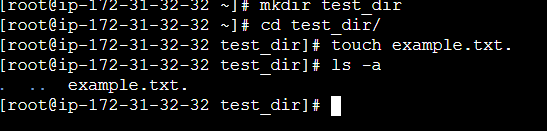 [root@ip-172-31-32-32 ~]# mkdir test_dir
[root@ip-172-31-32-32 ~]# cd test_dir/
[root@ip-172-31-32-32 test_dir]# touch example.txt.
[root@ip-172-31-32-32 test_dir]# ls -a
.  ..  example.txt.
[root@ip-172-31-32-32 test_dir]#